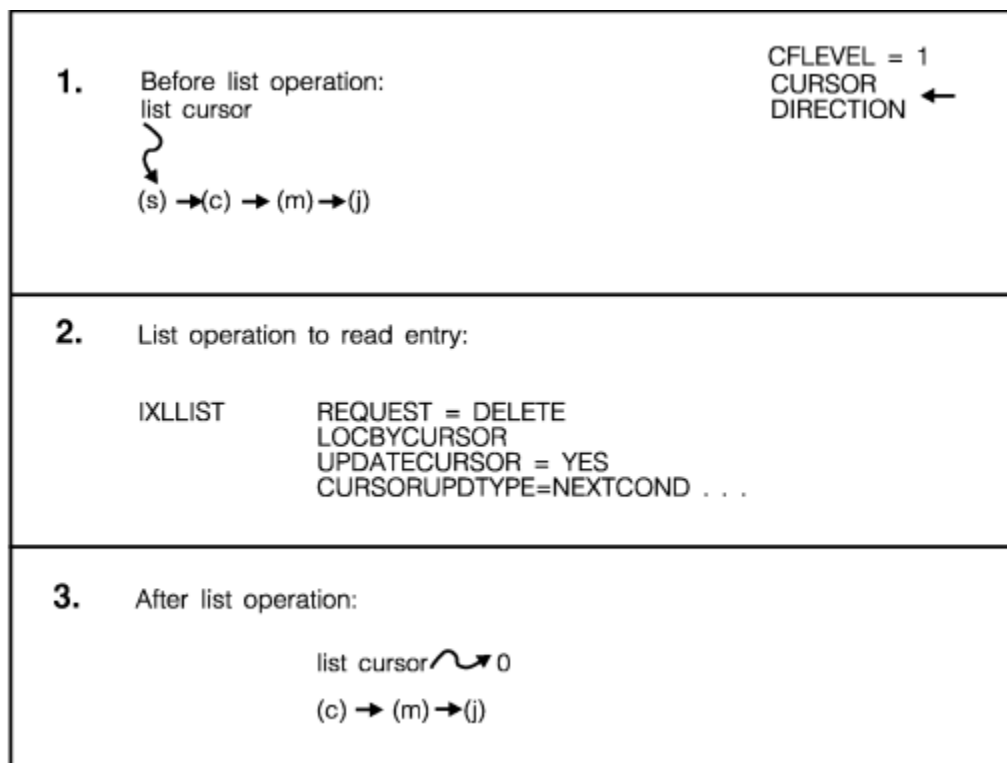 1. Before list operation:
list cursor
(s) → (c) → (m) → (j)
CFLEVEL = 1
CURSOR
DIRECTION ←
2. List operation to read entry:
IXLLIST REQUEST = DELETE
LOCBYCURSOR
UPDATECURSOR = YES
CURSORUPDTYPE=NEXTCOND . . .
3. After list operation:
list cursor 0
(c) → (m) → (j)